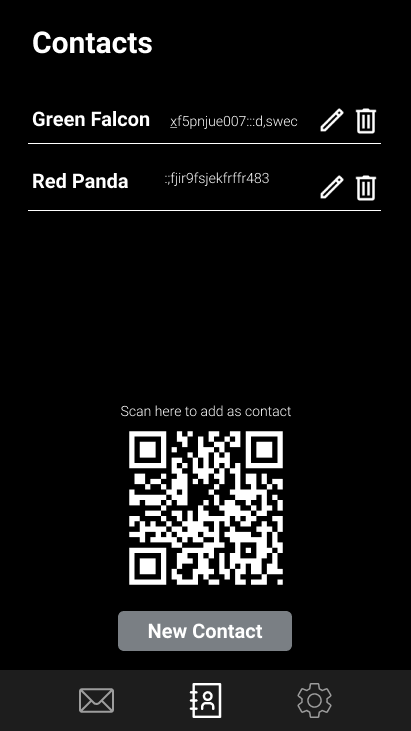 Contacts
Green Falcon xf5pnjue007:::d,swec
Red Panda :;fjir9fsjekfrffr483
Scan here to add as contact
New Contact